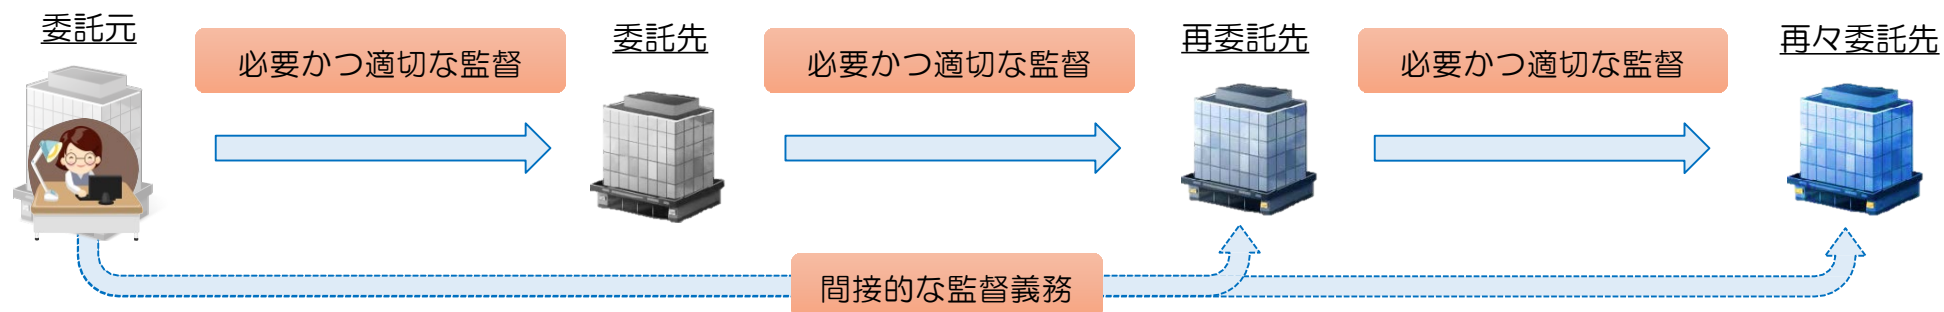 委託元
必要かつ適切な監督
委託先
必要かつ適切な監督
再委託先
必要かつ適切な監督
再々委託先
間接的な監督義務